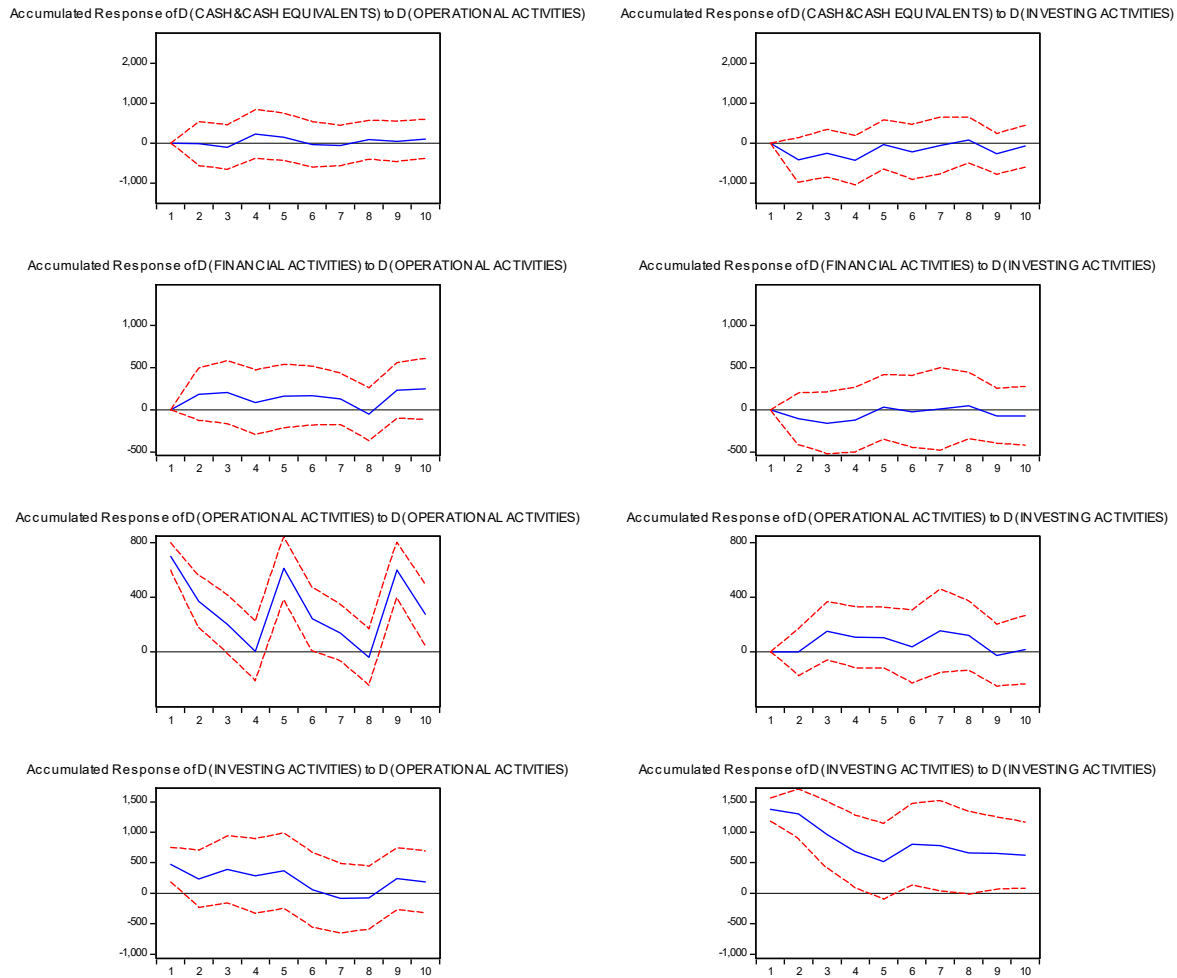 Accumulated Response of D(CASH&CASH EQUIVALENTS) to D(OPERATIONAL ACTIVITIES)
2,000
1,000
0
-1,000
1 2 3 4 5 6 7 8 9 10
Accumulated Response of D(CASH&CASH EQUIVALENTS) to D(INVESTING ACTIVITIES)
2,000
1,000
0
-1,000
1 2 3 4 5 6 7 8 9 10
Accumulated Response of D(FINANCIAL ACTIVITIES) to D(OPERATIONAL ACTIVITIES)
1,000
500
0
-500
1 2 3 4 5 6 7 8 9 10
Accumulated Response of D(FINANCIAL ACTIVITIES) to D(INVESTING ACTIVITIES)
1,000
500
0
-500
1 2 3 4 5 6 7 8 9 10
Accumulated Response of D(OPERATIONAL ACTIVITIES) to D(OPERATIONAL ACTIVITIES)
800
400
0
1 2 3 4 5 6 7 8 9 10
Accumulated Response of D(OPERATIONAL ACTIVITIES) to D(INVESTING ACTIVITIES)
800
400
0
1 2 3 4 5 6 7 8 9 10
Accumulated Response of D(INVESTING ACTIVITIES) to D(OPERATIONAL ACTIVITIES)
1,500
1,000
500
0
-500
-1,000
1 2 3 4 5 6 7 8 9 10
Accumulated Response of D(INVESTING ACTIVITIES) to D(INVESTING ACTIVITIES)
1,500
1,000
500
0
-500
-1,000
1 2 3 4 5 6 7 8 9 10